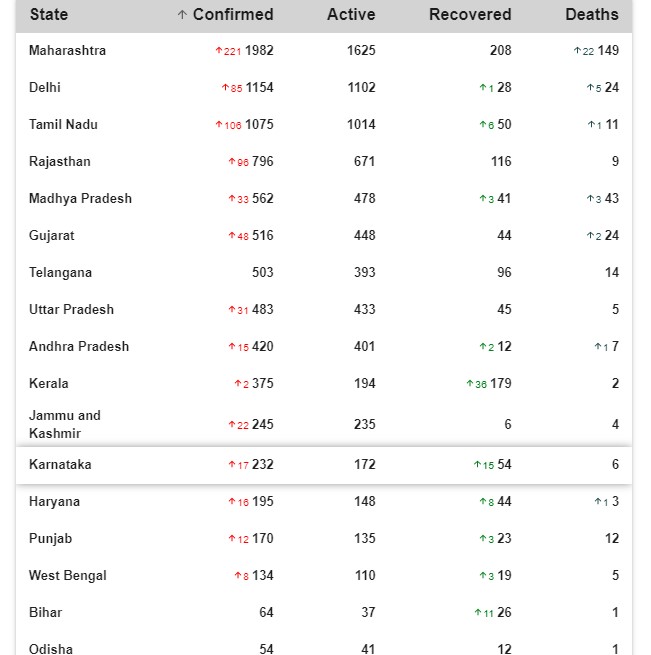 State ↑ Confirmed Active Recovered Deaths
Maharashtra ↑221 1982 1625 208 ↑22 149
Delhi ↑85 1154 1102 ↑1 28 ↑5 24
Tamil Nadu ↑106 1075 1014 ↑6 50 ↑1 11
Rajasthan ↑96 796 671 116 9
Madhya Pradesh ↑33 562 478 ↑3 41 ↑3 43
Gujarat ↑48 516 448 44 ↑2 24
Telangana 503 393 96 14
Uttar Pradesh ↑31 483 433 45 5
Andhra Pradesh ↑15 420 401 ↑2 12 ↑1 7
Kerala ↑2 375 194 ↑36 179 2
Jammu and
Kashmir ↑22 245 235 6 4
Karnataka ↑17 232 172 ↑15 54 6
Haryana ↑16 195 148 ↑8 44 ↑1 3
Punjab ↑12 170 135 ↑3 23 12
West Bengal ↑8 134 110 ↑3 19 5
Bihar 64 37 ↑11 26 1
Odisha 54 41 12 1